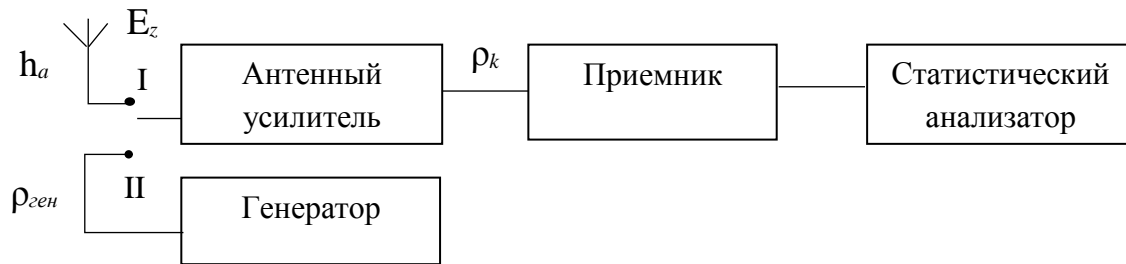 E_z
h_a
I
Антенный
усилитель
ρ_k
Приемник
Статистический
анализатор
II
ρ_ген
Генератор